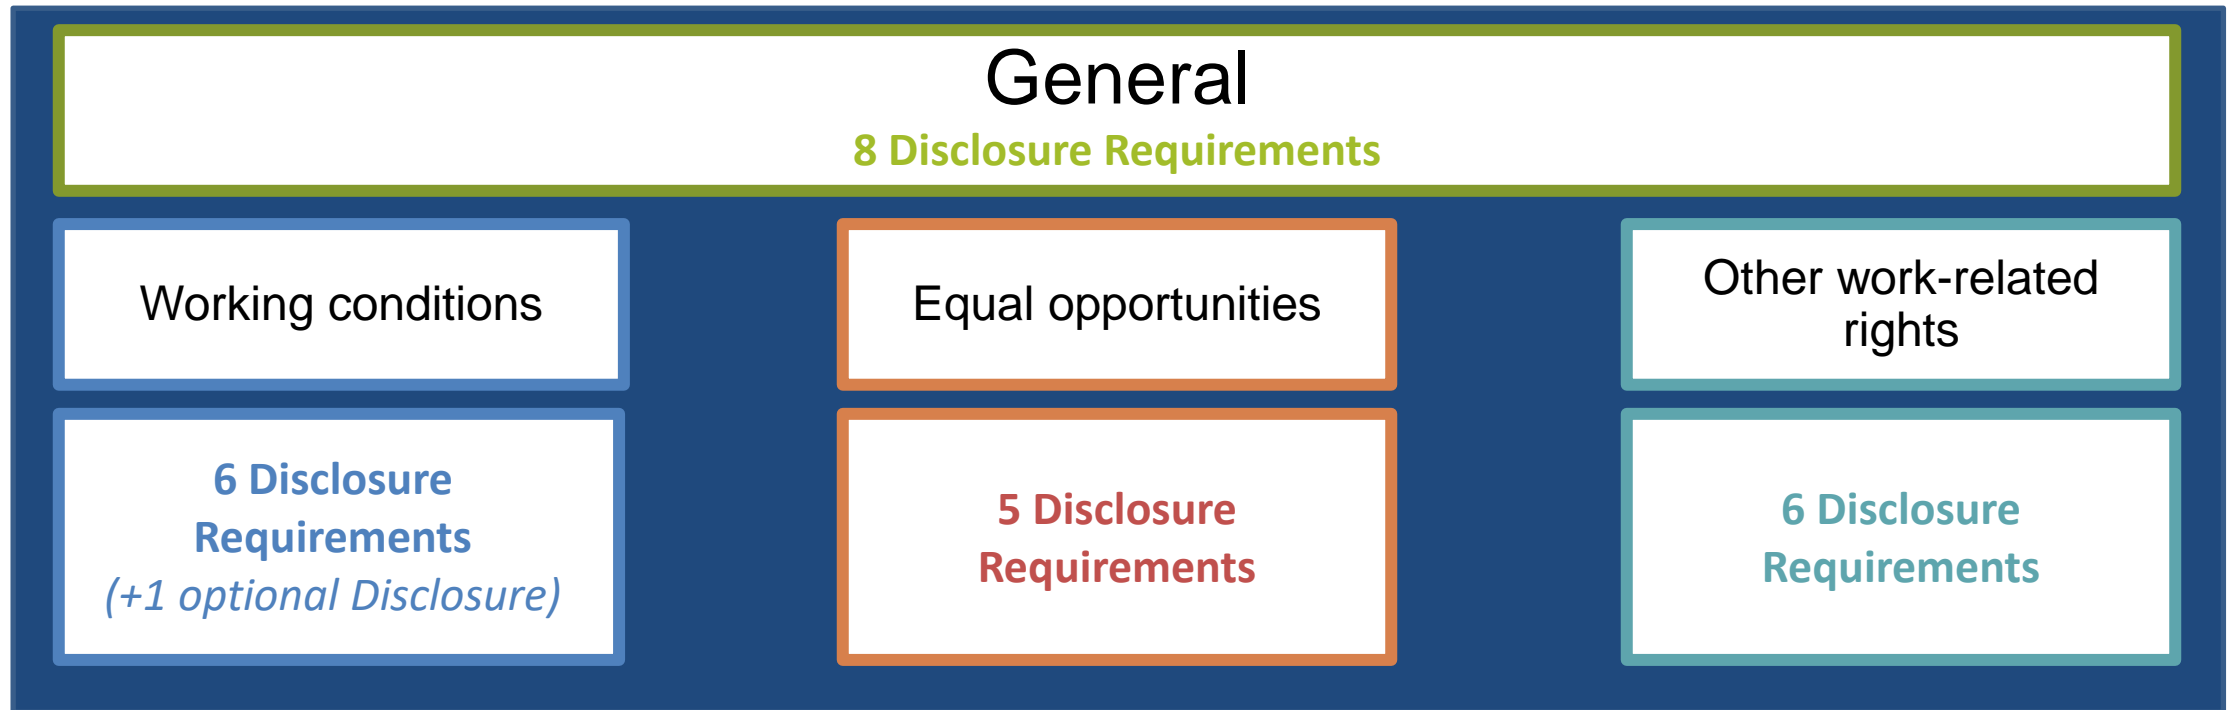 General
8 Disclosure Requirements
Working conditions
Equal opportunities
Other work-related
rights
6 Disclosure
Requirements
(+1 optional Disclosure)
5 Disclosure
Requirements
6 Disclosure
Requirements